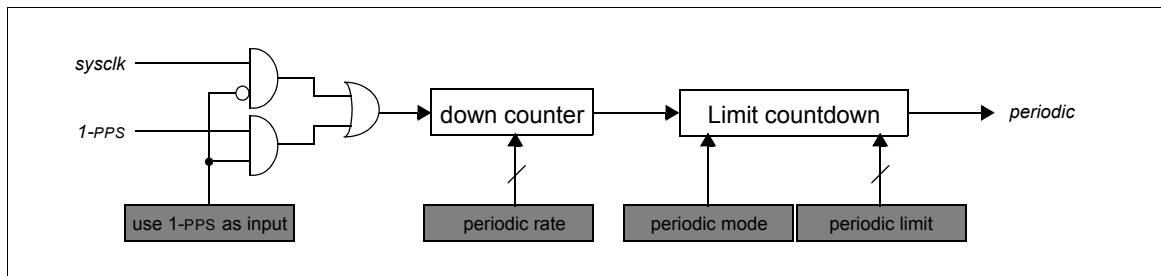 sysclk
1-PPS
down counter
Limit countdown
periodic
use 1-PPS as input
periodic rate
periodic mode
periodic limit